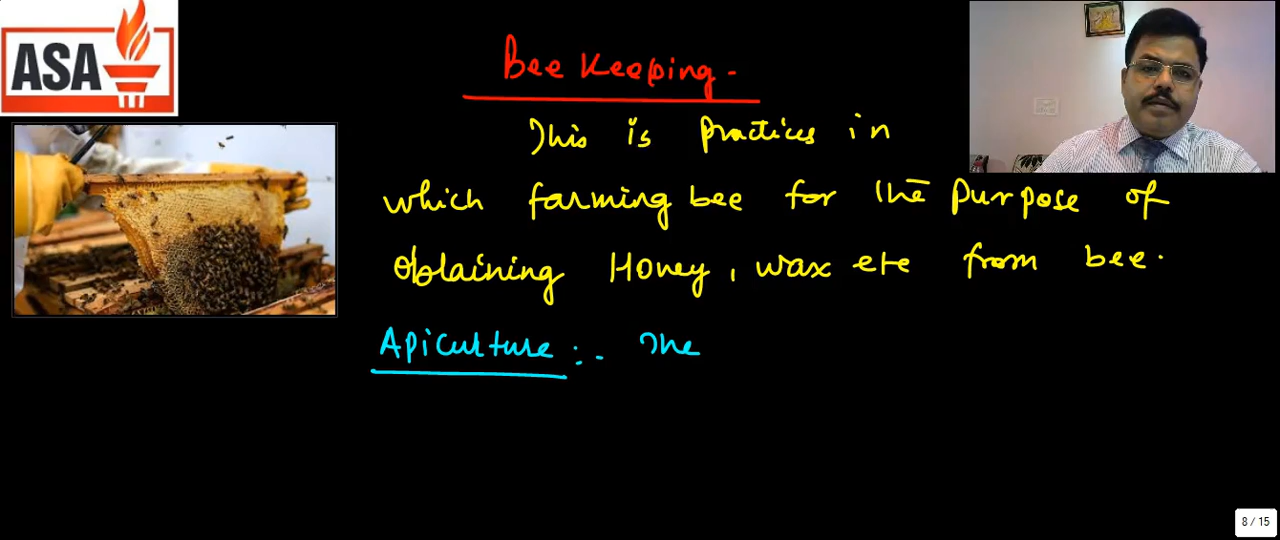 ASA
Bee Keeping -
This is Practices in
which farming bee for the Purpose of
Obtaining Honey, wax etc from bee.
Apiculture :- The
8 / 15